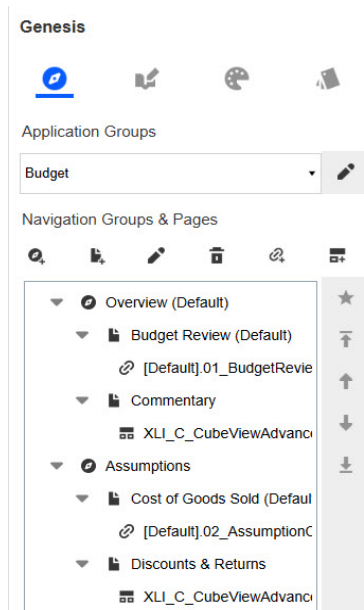 Genesis
Application Groups
Budget
Navigation Groups & Pages
Overview (Default)
Budget Review (Default)
[Default].01_BudgetRevie
Commentary
XLI_C_CubeViewAdvanc
Assumptions
Cost of Goods Sold (Defaul
[Default].02_Assumption
Discounts & Returns
XLI_C_CubeViewAdvanc